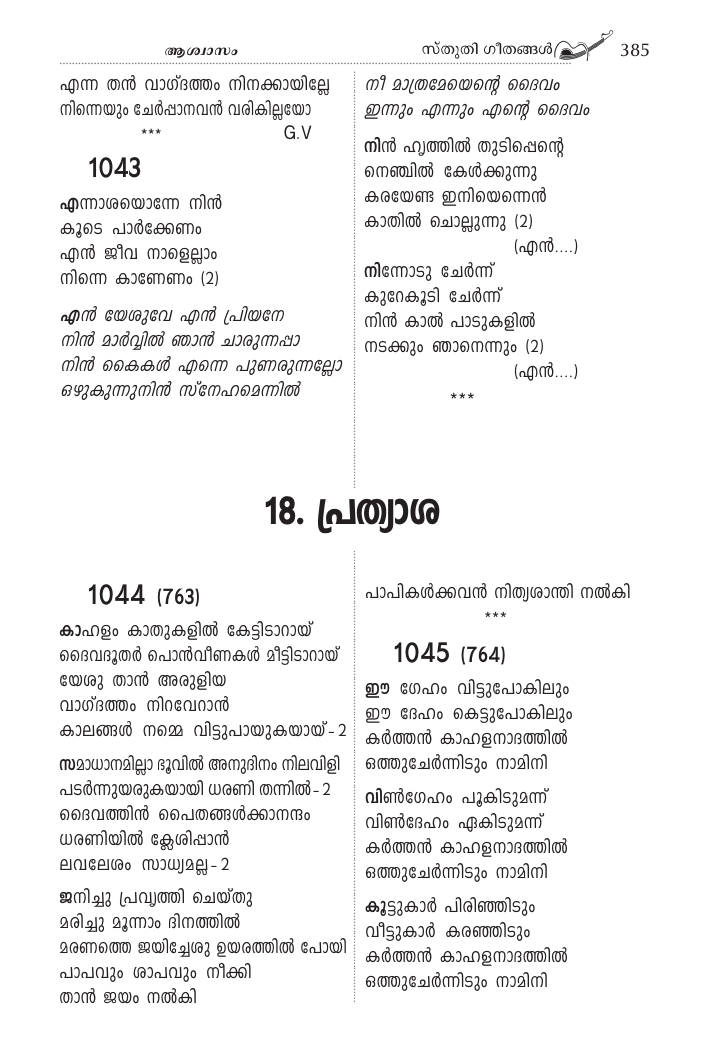 ആശ്വാസം
സ്തുതി ഗീതങ്ങൾ 385
എന്ന തൻ വാഗ്ദത്തം നിനക്കായില്ലേ
നിന്നെയും ചേർപ്പാനവൻ വരികില്ലയോ
*** G.V
1043
എന്നാശയൊന്നേ നിൻ
കൂടെ പാർക്കേണം
എൻ ജീവ നാളെല്ലാം
നിന്നെ കാണേണം (2)
എൻ യേശുവേ എൻ പ്രിയനേ
നിൻ മാർവ്വിൽ ഞാൻ ചാരുന്നപ്പാ
നിൻ കൈകൾ എന്നെ പുണരുന്നല്ലോ
ഒഴുകുന്നുനിൻ സ്നേഹമെന്നിൽ
നീ മാത്രമേയെന്റെ ദൈവം
ഇന്നും എന്നും എന്റെ ദൈവം
നിൻ ഹൃത്തിൽ തുടിപ്പെന്റെ
നെഞ്ചിൽ കേൾക്കുന്നു
കരയേണ്ട ഇനിയെന്നെൻ
കാതിൽ ചൊല്ലുന്നു (2)
(എൻ....)
നിന്നോടു ചേർന്ന്
കുറേകൂടി ചേർന്ന്
നിൻ കാൽ പാടുകളിൽ
നടക്കും ഞാനെന്നും (2)
(എൻ....)
***
18. പ്രത്യാശ
1044 (763)
കാഹളം കാതുകളിൽ കേട്ടിടാറായ്
ദൈവദൂതർ പൊൻവീണകൾ മീട്ടിടാറായ്
യേശു താൻ അരുളിയ
വാഗ്ദത്തം നിറവേറാൻ
കാലങ്ങൾ നമ്മെ വിട്ടുപായുകയായ്-2
സമാധാനമില്ലാ ഭൂവിൽ അനുദിനം നിലവിളി
പടർന്നുയരുകയായി ധരണി തന്നിൽ-2
ദൈവത്തിൻ പൈതങ്ങൾക്കാനന്ദം
ധരണിയിൽ ക്ലേശിപ്പാൻ
ലവലേശം സാധ്യമല്ല-2
ജനിച്ചു പ്രവൃത്തി ചെയ്തു
മരിച്ചു മൂന്നാം ദിനത്തിൽ
മരണത്തെ ജയിച്ചേശു ഉയരത്തിൽ പോയി
പാപവും ശാപവും നീക്കി
താൻ ജയം നൽകി
പാപികൾക്കവൻ നിത്യശാന്തി നൽകി
***
1045 (764)
ഈ ഗേഹം വിട്ടുപോകിലും
ഈ ദേഹം കെട്ടുപോകിലും
കർത്തൻ കാഹളനാദത്തിൽ
ഒത്തുചേർന്നിടും നാമിനി
വിൺഗേഹം പൂകിടുമന്ന്
വിൺദേഹം ഏകിടുമന്ന്
കർത്തൻ കാഹളനാദത്തിൽ
ഒത്തുചേർന്നിടും നാമിനി
കൂട്ടുകാർ പിരിഞ്ഞിടും
വീട്ടുകാർ കരഞ്ഞിടും
കർത്തൻ കാഹളനാദത്തിൽ
ഒത്തുചേർന്നിടും നാമിനി